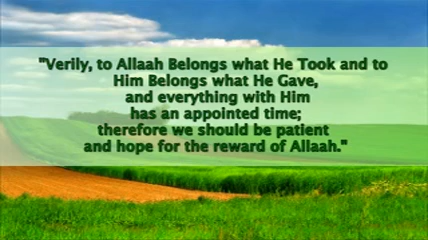 "Verily, to Allaah Belongs what He Took and to
Him Belongs what He Gave,
and everything with Him
has an appointed time;
therefore we should be patient
and hope for the reward of Allaah."